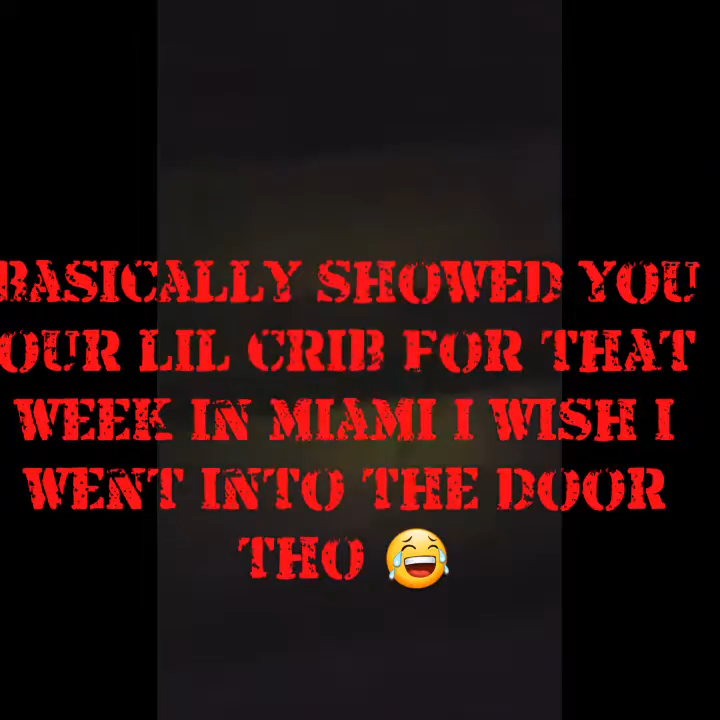 BASICALLY SHOWED YOU
OUR LIL CRIB FOR THAT
WEEK IN MIAMI I WISH I
WENT INTO THE DOOR
THO 😂